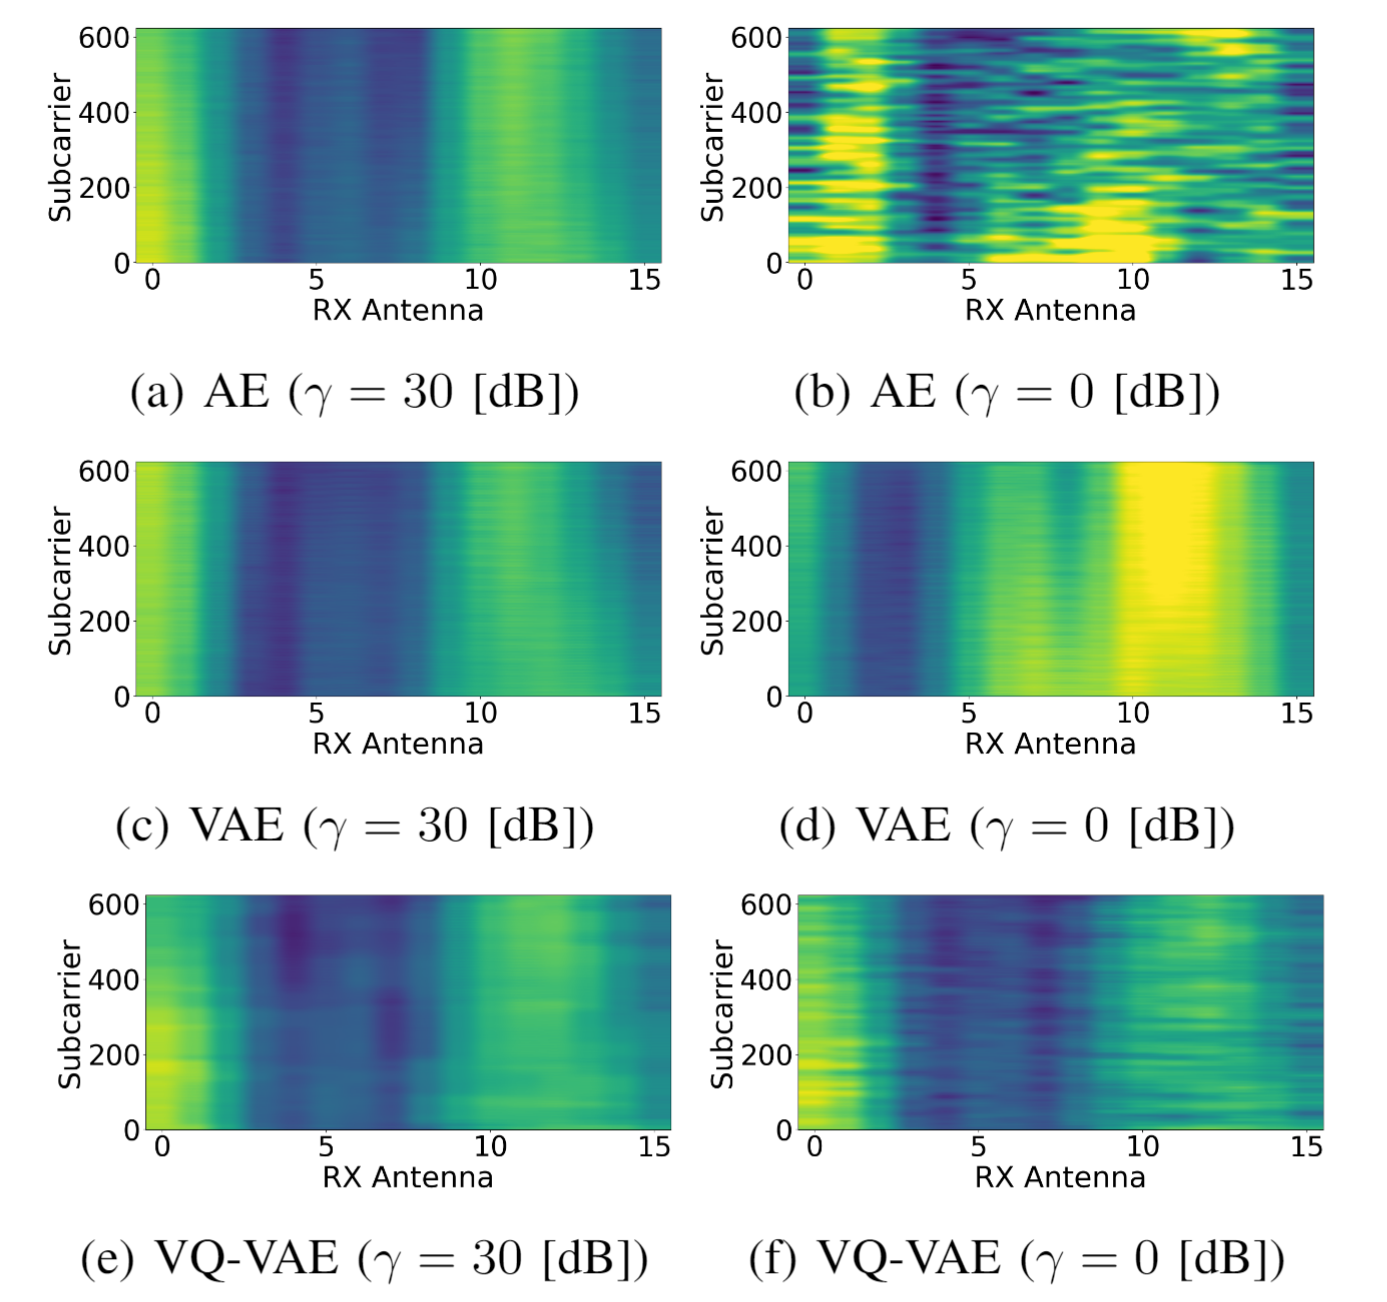 600
400
200
0
Subcarrier
0 5 10 15
RX Antenna
(a) AE (γ = 30 [dB])
600
400
200
0
Subcarrier
0 5 10 15
RX Antenna
(b) AE (γ = 0 [dB])
600
400
200
0
Subcarrier
0 5 10 15
RX Antenna
(c) VAE (γ = 30 [dB])
600
400
200
0
Subcarrier
0 5 10 15
RX Antenna
(d) VAE (γ = 0 [dB])
600
400
200
0
Subcarrier
0 5 10 15
RX Antenna
(e) VQ-VAE (γ = 30 [dB])
600
400
200
0
Subcarrier
0 5 10 15
RX Antenna
(f) VQ-VAE (γ = 0 [dB])